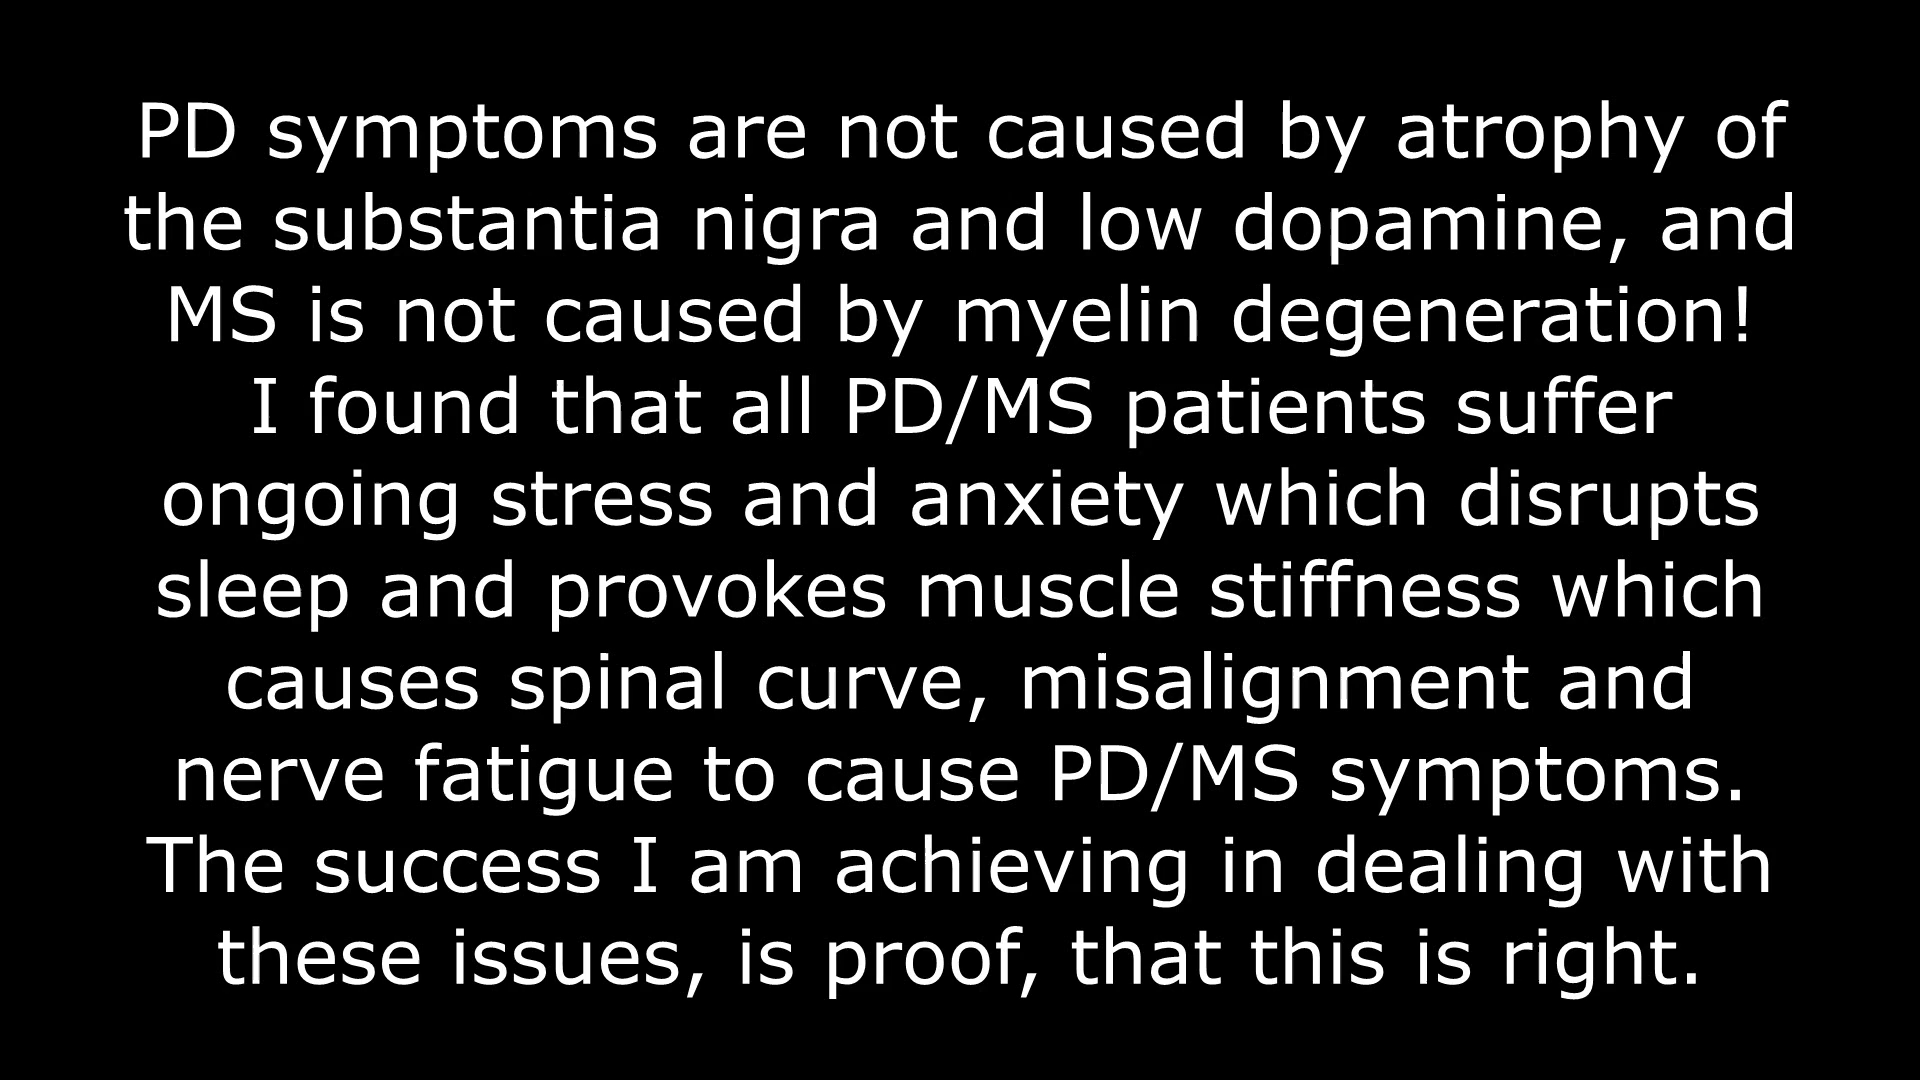 PD symptoms are not caused by atrophy of
the substantia nigra and low dopamine, and
MS is not caused by myelin degeneration!
I found that all PD/MS patients suffer
ongoing stress and anxiety which disrupts
sleep and provokes muscle stiffness which
causes spinal curve, misalignment and
nerve fatigue to cause PD/MS symptoms.
The success I am achieving in dealing with
these issues, is proof, that this is right.